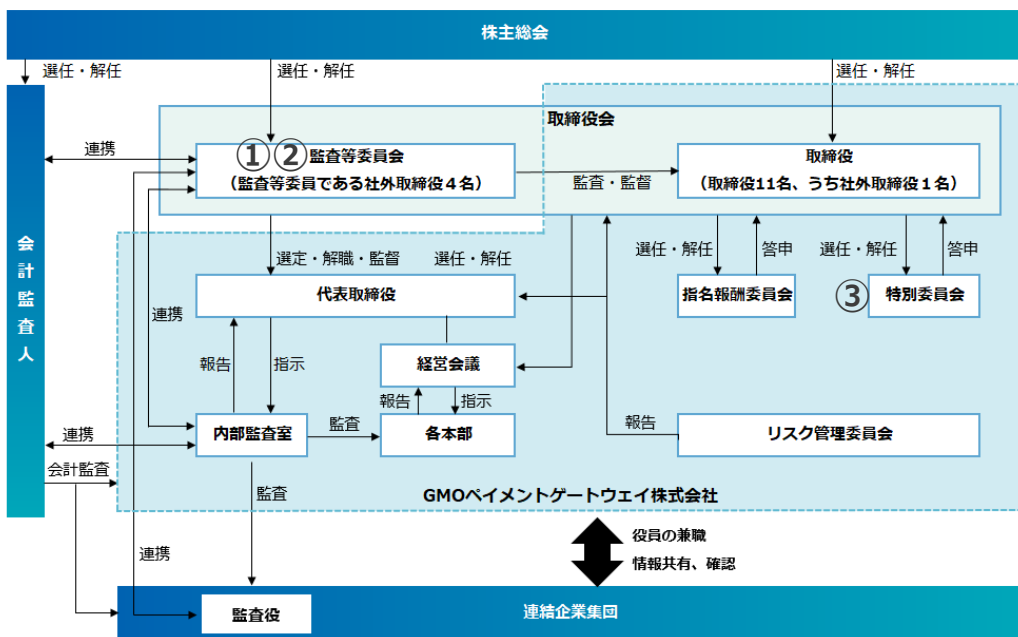 株主総会
選任・解任
選任・解任
選任・解任
取締役会
連携
①②監査等委員会
（監査等委員である社外取締役４名）
監査・監督
取締役
（取締役11名、うち社外取締役１名）
会計監査人
選定・解職・監督
選任・解任
選任・解任
答申
選任・解任
答申
代表取締役
指名報酬委員会
③
特別委員会
連携
報告
指示
経営会議
報告
指示
連携
内部監査室
監査
各本部
報告
リスク管理委員会
会計監査
監査
GMOペイメントゲートウェイ株式会社
連携
役員の兼職
情報共有、確認
監査役
連結企業集団